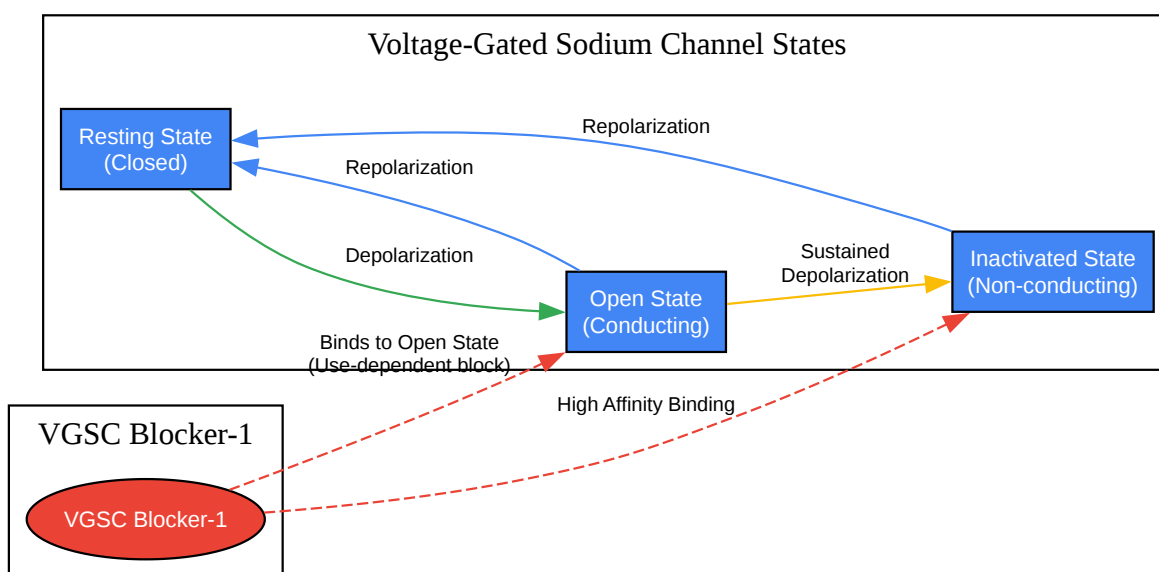 Voltage-Gated Sodium Channel States
Resting State
(Closed)
Repolarization
Repolarization
Depolarization
Sustained
Depolarization
Inactivated State
(Non-conducting)
Open State
(Conducting)
Binds to Open State
(Use-dependent block)
High Affinity Binding
VGSC Blocker-1
VGSC Blocker-1